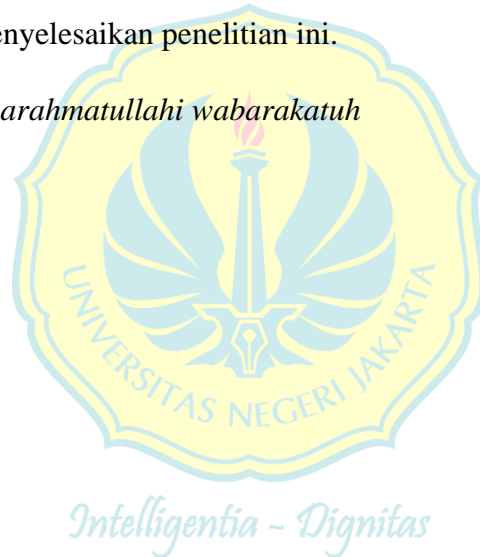 enyelesaikan penelitian ini.
arahmatullahi wabarakatuh
UNIVERSITAS NEGERI JAKARTA
Intelligentia - Dignitas